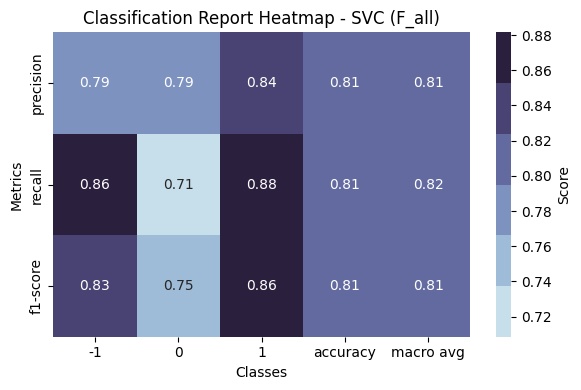 Classification Report Heatmap - SVC (F_all)
precision 0.79 0.79 0.84 0.81 0.81
recall 0.86 0.71 0.88 0.81 0.82
f1-score 0.83 0.75 0.86 0.81 0.81
Metrics
-1 0 1 accuracy macro avg
Classes
0.88
0.86
0.84
0.82
0.80
0.78
0.76
0.74
0.72
Score